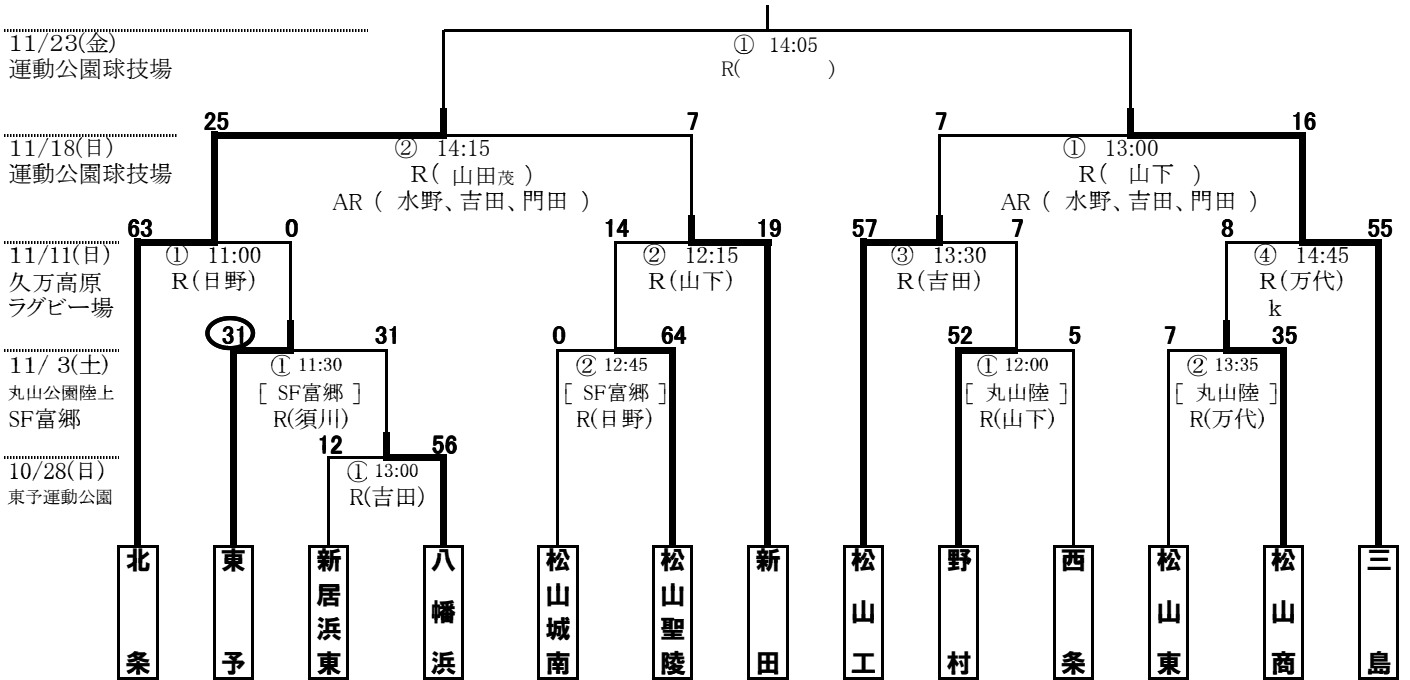 11/23(金)
運動公園球技場
① 14:05
R( )
25
7
7
16
11/18(日)
運動公園球技場
② 14:15
R( 山田茂 )
AR ( 水野、吉田、門田 )
① 13:00
R( 山下 )
AR ( 水野、吉田、門田 )
63
0
14
19
57
7
8
55
11/11(日)
久万高原
ラグビー場
① 11:00
R(日野)
② 12:15
R(山下)
③ 13:30
R(吉田)
④ 14:45
R(万代)
k
31
31
0
64
52
5
7
35
11/ 3(土)
丸山公園陸上
SF富郷
① 11:30
[ SF富郷 ]
R(須川)
② 12:45
[ SF富郷 ]
R(日野)
① 12:00
[ 丸山陸 ]
R(山下)
② 13:35
[ 丸山陸 ]
R(万代)
12
56
10/28(日)
東予運動公園
① 13:00
R(吉田)
北条
東予
新居浜東
八幡浜
松山城南
松山聖陵
新田
松山工
野村
西条
松山東
松山商
三島